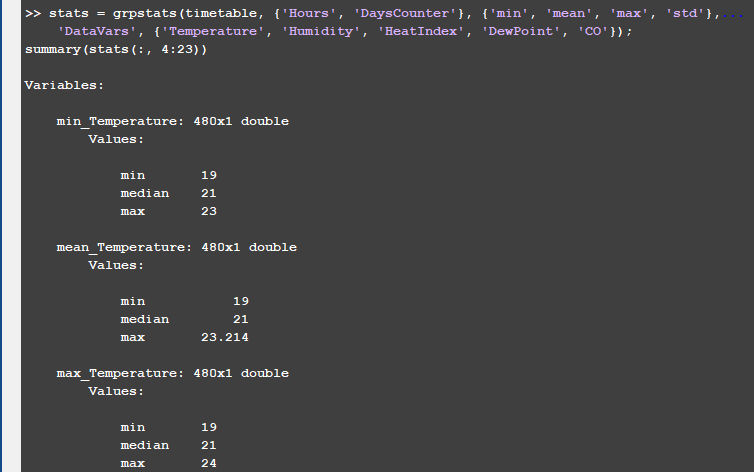 >> stats = grpstats(timetable, {'Hours', 'DaysCounter'}, {'min', 'mean', 'max', 'std'},...
'DataVars', {'Temperature', 'Humidity', 'HeatIndex', 'DewPoint', 'CO'});
summary(stats(:, 4:23))
Variables:
min_Temperature: 480x1 double
Values:
min 19
median 21
max 23
mean_Temperature: 480x1 double
Values:
min 19
median 21
max 23.214
max_Temperature: 480x1 double
Values:
min 19
median 21
max 24